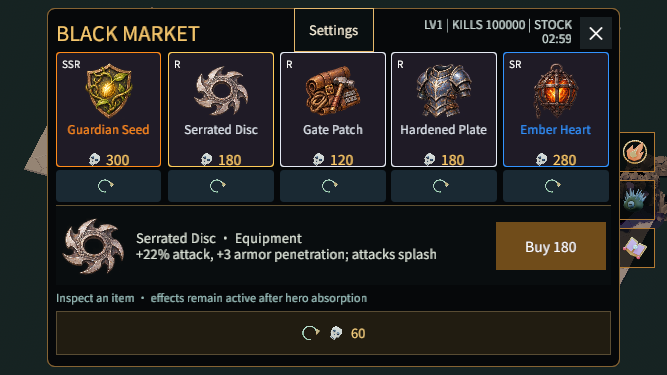 BLACK MARKET
Settings
LV1 | KILLS 100000 | STOCK
02:59
SSR
Guardian Seed
300
R
Serrated Disc
180
R
Gate Patch
120
R
Hardened Plate
180
SR
Ember Heart
280
Serrated Disc • Equipment
+22% attack, +3 armor penetration; attacks splash
Buy 180
Inspect an item • effects remain active after hero absorption
60